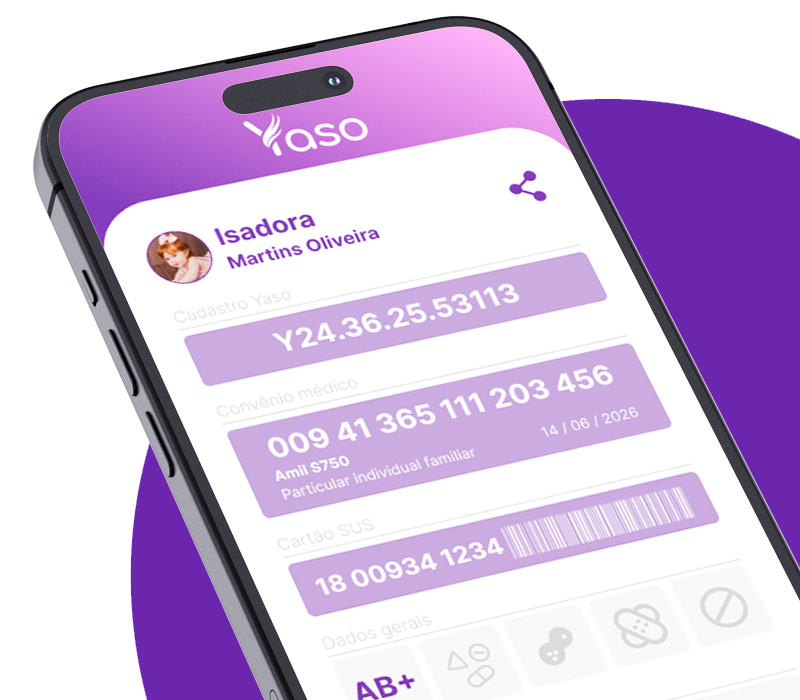 Yaso
Isadora
Martins Oliveira
Cadastro Yaso
Y24.36.25.53113
Convênio médico
009 41 365 111 203 456
Amil S750
14 / 06 / 2026
Particular individual familiar
Cartão SUS
18 00934 1234
Dados gerais
AB+